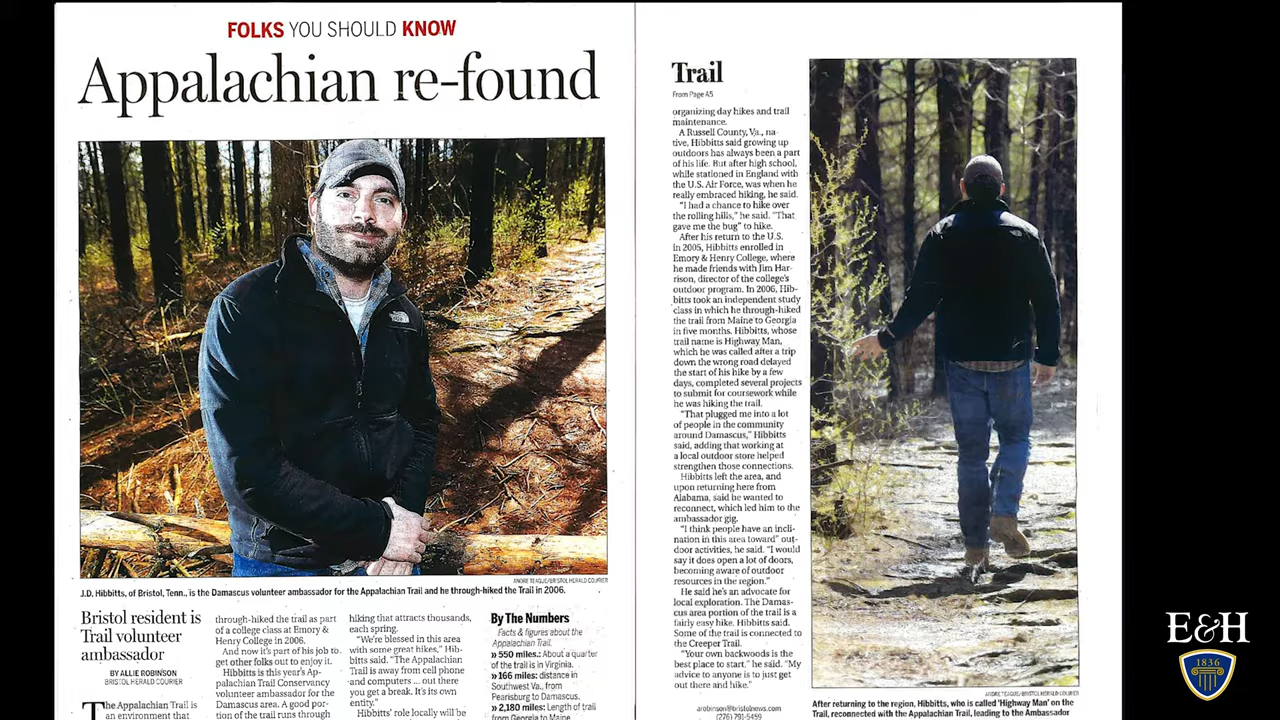 FOLKS YOU SHOULD KNOW
Appalachian re-found
ANDRE TEAGUE/BRISTOL HERALD COURIER
J.D. Hibbitts, of Bristol, Tenn., is the Damascus volunteer ambassador for the Appalachian Trail and he through-hiked the Trail in 2006.
Bristol resident is
Trail volunteer
ambassador
BY ALLIE ROBINSON
BRISTOL HERALD COURIER
The Appalachian Trail is
an environment that
through-hiked the trail as part
of a college class at Emory &
Henry College in 2006.
And now it's part of his job to
get other folks out to enjoy it.
Hibbitts is this year's Ap-
palachian Trail Conservancy
volunteer ambassador for the
Damascus area. A good por-
tion of the trail runs through
hiking that attracts thousands,
each spring.
"We're blessed in this area
with some great hikes," Hib-
bitts said. "The Appalachian
Trail is away from cell phone
and computers ... out there
you get a break. It's its own
entity."
Hibbitts' role locally will be
By The Numbers
Facts & figures about the
Appalachian Trail.
» 550 miles.: About a quarter
of the trail is in Virginia.
» 166 miles: distance in
Southwest Va., from
Pearisburg to Damascus.
» 2,180 miles: Length of trail
from Georgia to Maine
Trail
From Page A5
organizing day hikes and trail
maintenance.
A Russell County, Va., na-
tive, Hibbitts said growing up
outdoors has always been a part
of his life. But after high school,
while stationed in England with
the U.S. Air Force, was when he
really embraced hiking, he said.
"I had a chance to hike over
the rolling hills," he said. "That
gave me the bug" to hike.
After his return to the U.S.
in 2005, Hibbitts enrolled in
Emory & Henry College, where
he made friends with Jim Har-
rison, director of the college's
outdoor program. In 2006, Hib-
bitts took an independent study
class in which he through-hiked
the trail from Maine to Georgia
in five months. Hibbitts, whose
trail name is Highway Man,
which he was called after a trip
down the wrong road delayed
the start of his hike by a few
days, completed several projects
to submit for coursework while
he was hiking the trail.
"That plugged me into a lot
of people in the community
around Damascus," Hibbitts
said, adding that working at
a local outdoor store helped
strengthen those connections.
Hibbitts left the area, and
upon returning here from
Alabama, said he wanted to
reconnect, which led him to the
ambassador gig.
"I think people have an incli-
nation in this area toward" out-
door activities, he said. "I would
say it does open a lot of doors,
becoming aware of outdoor
resources in the region."
He said he's an advocate for
local exploration. The Damas-
cus area portion of the trail is a
fairly easy hike, Hibbitts said.
Some of the trail is connected to
the Creeper Trail.
"Your own backwoods is the
best place to start," he said. "My
advice to anyone is to just get
out there and hike."
arobinson@bristolnews.com
(276) 791-5459
ANDRE TEAGUE/BRISTOL HERALD COURIER
After returning to the region, Hibbitts, who is called 'Highway Man' on the
Trail, reconnected with the Appalachian Trail, leading to the Ambassador
E&H
1836